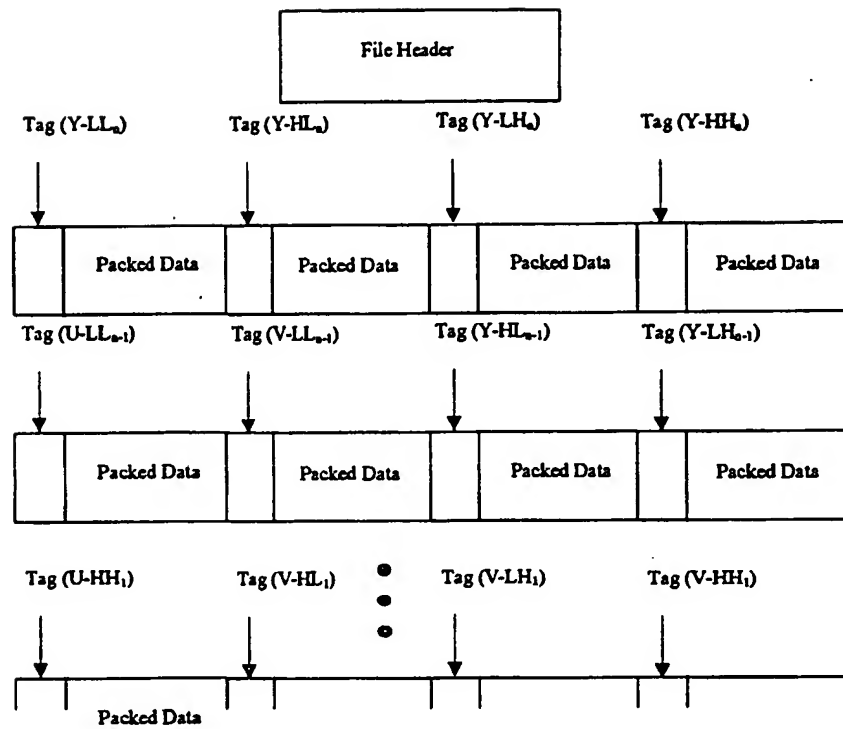 File Header
Tag (Y-LLₙ) Tag (Y-HLₙ) Tag (Y-LHₙ) Tag (Y-HHₙ)
Packed Data Packed Data Packed Data Packed Data
Tag (U-LLₙ₋₁) Tag (V-LLₙ₋₁) Tag (Y-HLₙ₋₁) Tag (Y-LHₙ₋₁)
Packed Data Packed Data Packed Data Packed Data
Tag (U-HH₁) Tag (V-HL₁) Tag (V-LH₁) Tag (V-HH₁)
Packed Data